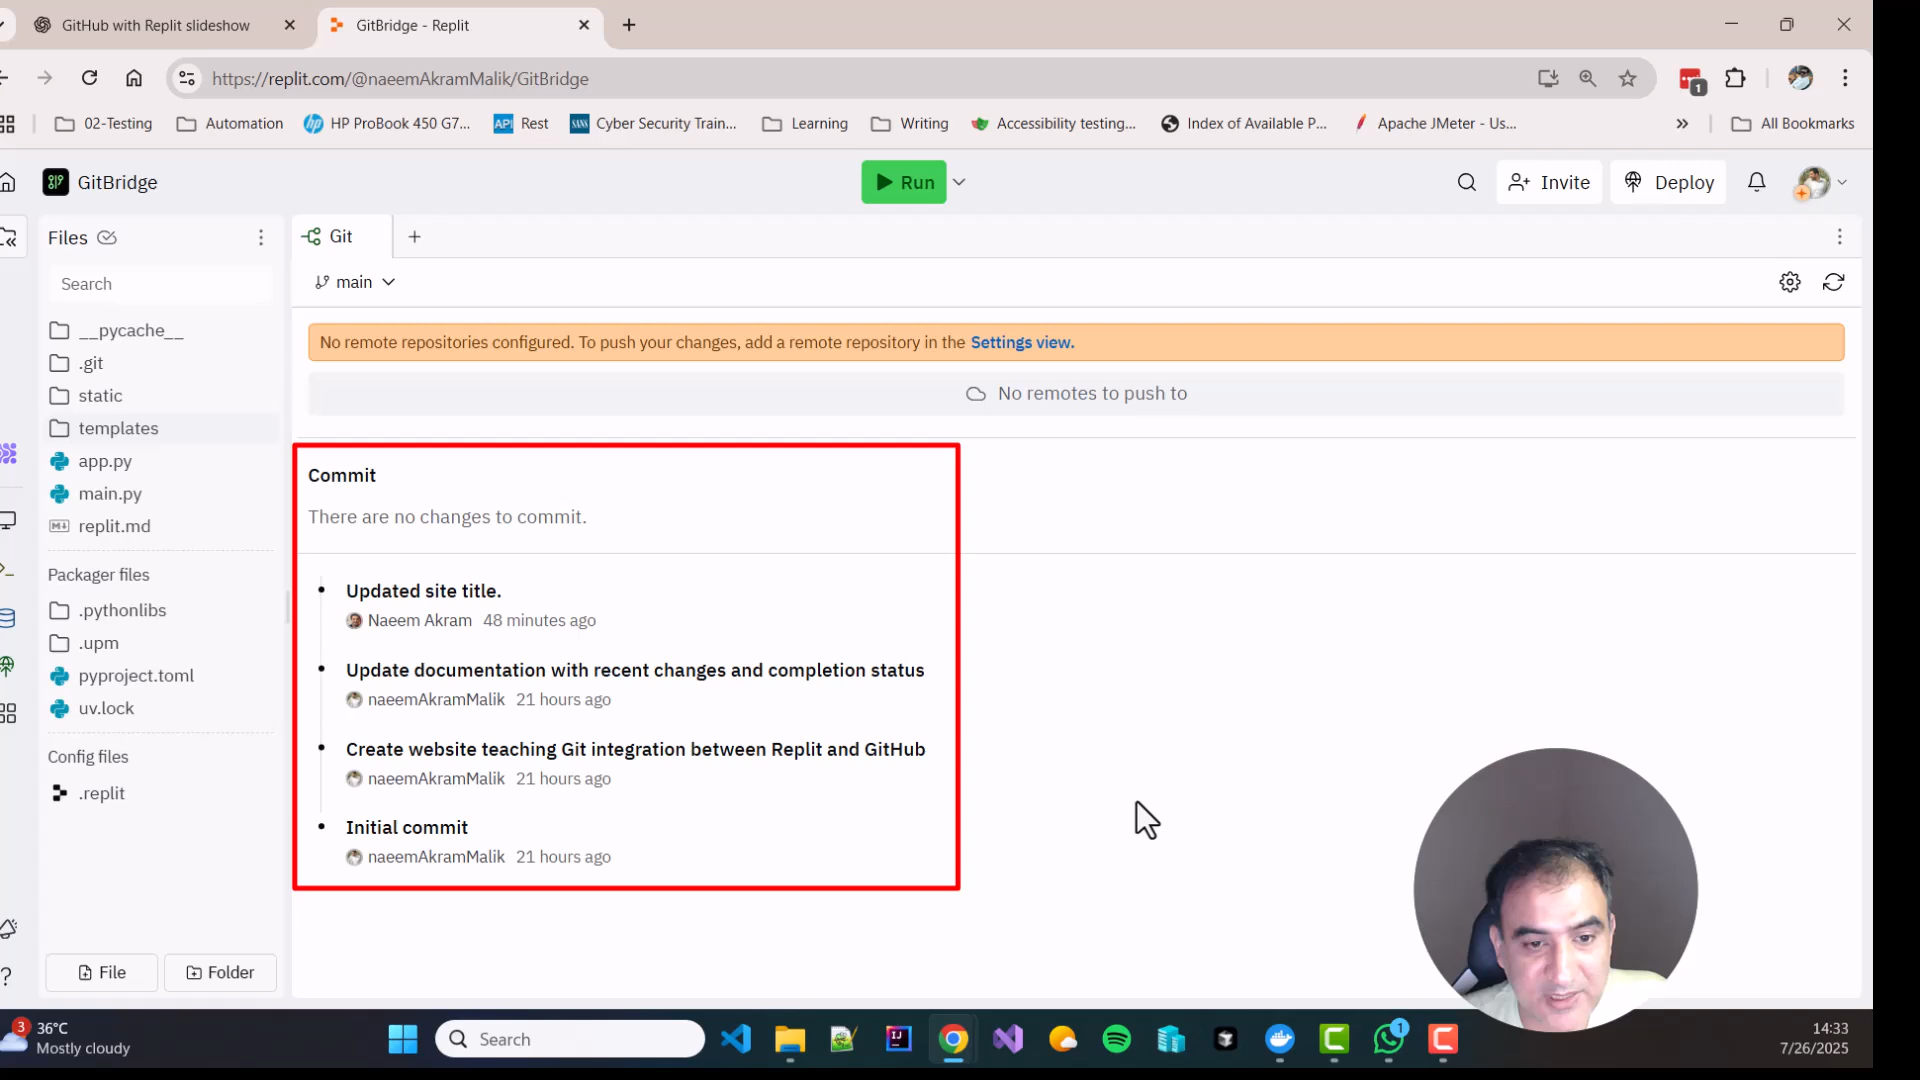 GitHub with Replit slideshow
GitBridge - Replit
https://replit.com/@naeemAkramMalik/GitBridge
1
02-Testing
Automation
HP ProBook 450 G7...
API
Rest
SANS
Cyber Security Train...
Learning
Writing
Accessibility testing...
Index of Available P...
Apache JMeter - Us...
All Bookmarks
GitBridge
Run
Invite
Deploy
Files
Git
Search
main
__pycache__
.git
static
templates
app.py
main.py
replit.md
Packager files
.pythonlibs
.upm
pyproject.toml
uv.lock
Config files
.replit
File
Folder
No remote repositories configured. To push your changes, add a remote repository in the Settings view.
No remotes to push to
Commit
There are no changes to commit.
Updated site title.
Naeem Akram 48 minutes ago
Update documentation with recent changes and completion status
naeemAkramMalik 21 hours ago
Create website teaching Git integration between Replit and GitHub
naeemAkramMalik 21 hours ago
Initial commit
naeemAkramMalik 21 hours ago
3
36°C
Mostly cloudy
Search
1
14:33
7/26/2025